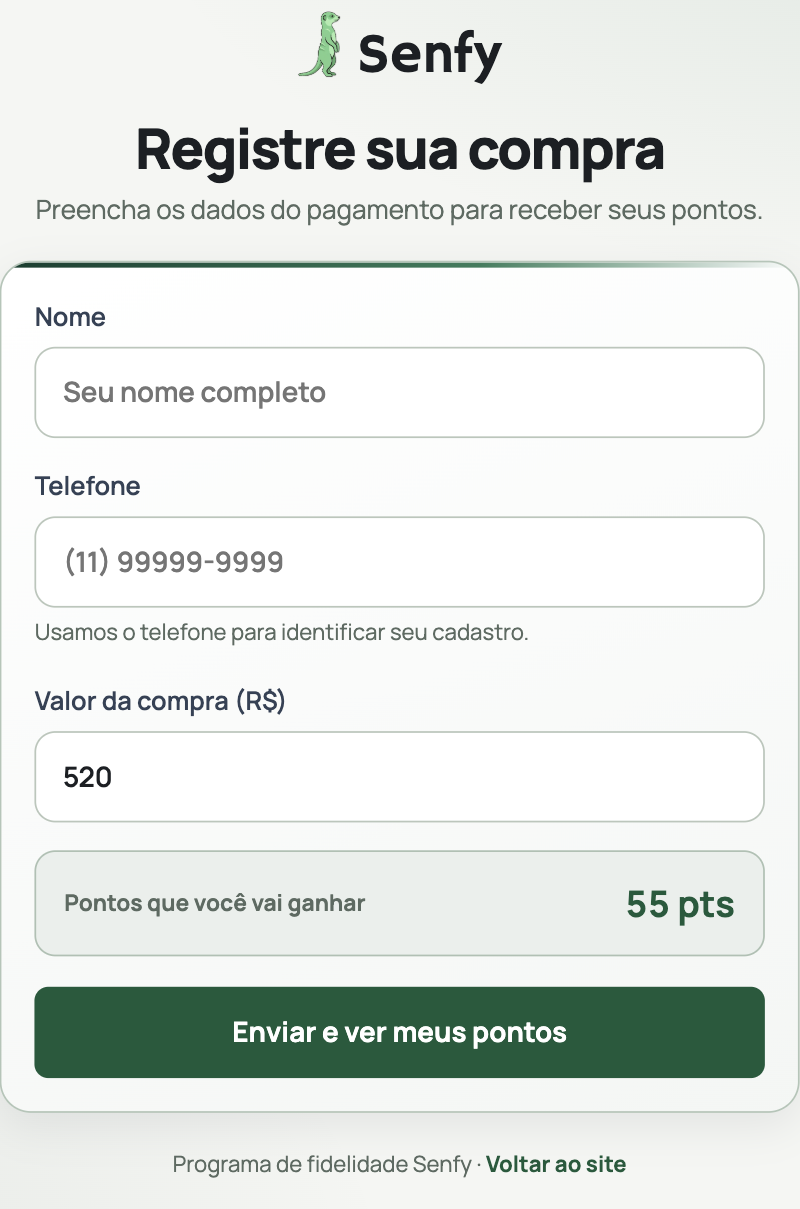 Senfy
Registre sua compra
Preencha os dados do pagamento para receber seus pontos.
Nome
Seu nome completo
Telefone
(11) 99999-9999
Usamos o telefone para identificar seu cadastro.
Valor da compra (R$)
520
Pontos que você vai ganhar
55 pts
Enviar e ver meus pontos
Programa de fidelidade Senfy · Voltar ao site